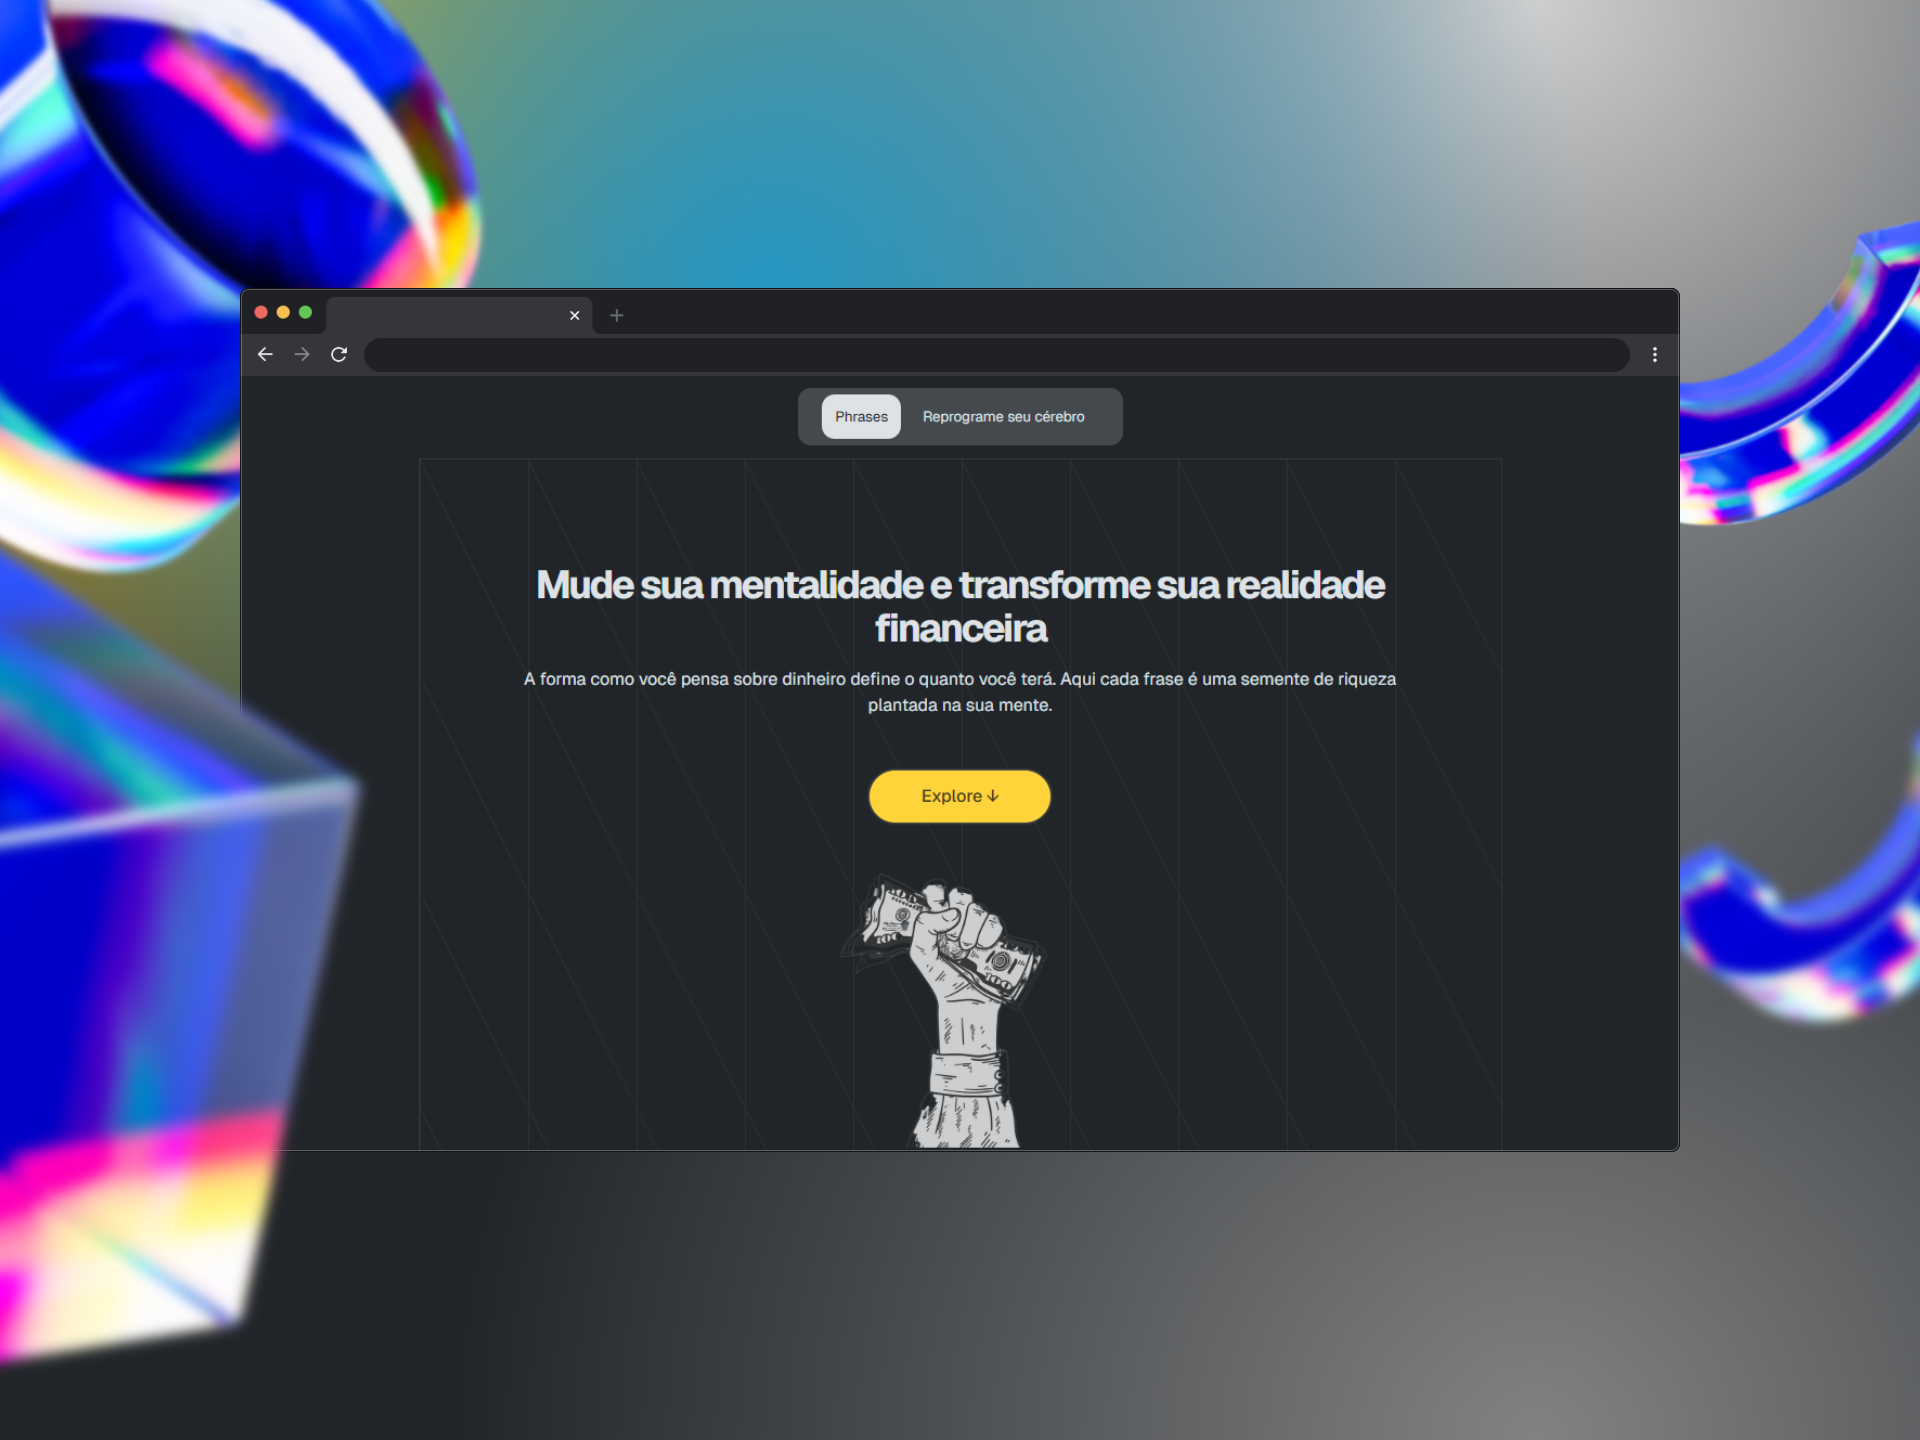 Phrases
Reprograme seu cérebro
Mude sua mentalidade e transforme sua realidade
financeira
A forma como você pensa sobre dinheiro define o quanto você terá. Aqui cada frase é uma semente de riqueza
plantada na sua mente.
Explore ↓